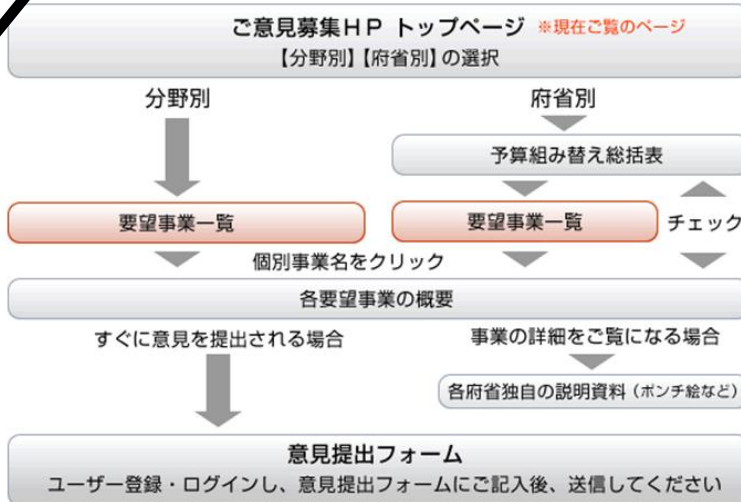 ご意見募集HP トップページ ※現在ご覧のページ
【分野別】【府省別】の選択
分野別
府省別
予算組み替え総括表
要望事業一覧
要望事業一覧
チェック
個別事業名をクリック
各要望事業の概要
すぐに意見を提出される場合
事業の詳細をご覧になる場合
各府省独自の説明資料（ポンチ絵など）
意見提出フォーム
ユーザー登録・ログインし、意見提出フォームにご記入後、送信してください